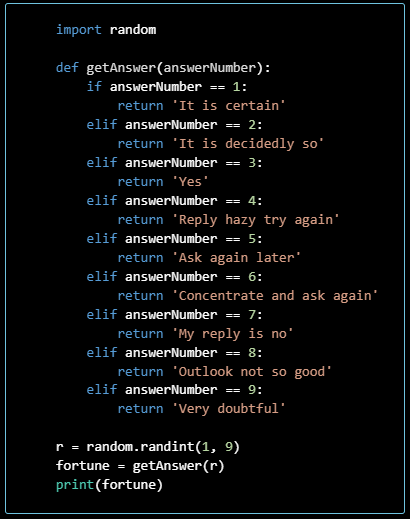 import random

def getAnswer(answerNumber):
    if answerNumber == 1:
        return 'It is certain'
    elif answerNumber == 2:
        return 'It is decidedly so'
    elif answerNumber == 3:
        return 'Yes'
    elif answerNumber == 4:
        return 'Reply hazy try again'
    elif answerNumber == 5:
        return 'Ask again later'
    elif answerNumber == 6:
        return 'Concentrate and ask again'
    elif answerNumber == 7:
        return 'My reply is no'
    elif answerNumber == 8:
        return 'Outlook not so good'
    elif answerNumber == 9:
        return 'Very doubtful'

r = random.randint(1, 9)
fortune = getAnswer(r)
print(fortune)